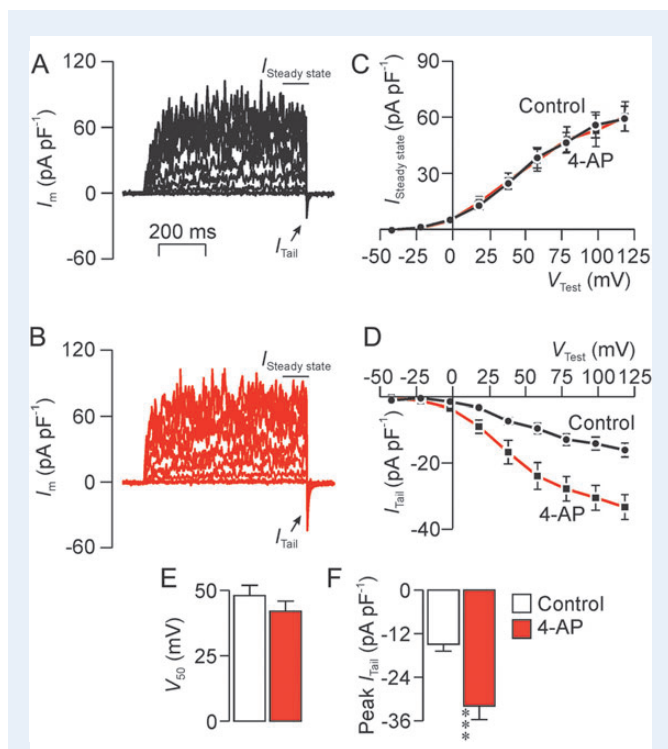 A
120
60
0
-60
I_m (pA pF⁻¹)
I_Steady state
200 ms
I_Tail
C
90
60
30
I_Steady state (pA pF⁻¹)
Control
4-AP
-50 -25 0 25 50 75 100 125
V_Test (mV)
B
120
60
0
-60
I_m (pA pF⁻¹)
I_Steady state
I_Tail
D
V_Test (mV)
-50 -25 0 25 50 75 100 125
-20
-40
I_Tail (pA pF⁻¹)
Control
4-AP
E
50
25
0
V_50 (mV)
F
0
-12
-24
-36
Peak I_Tail (pA pF⁻¹)
***
Control
4-AP